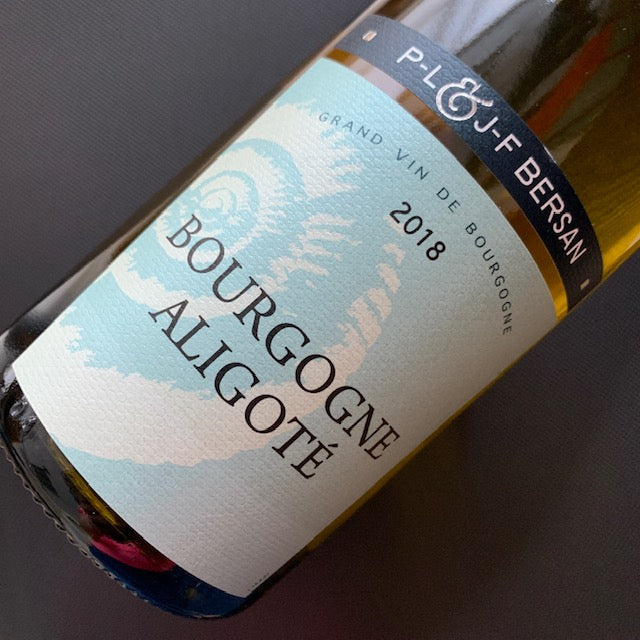 P-L & J-F BERSAN
GRAND VIN DE BOURGOGNE
2018
BOURGOGNE
ALIGOTÉ